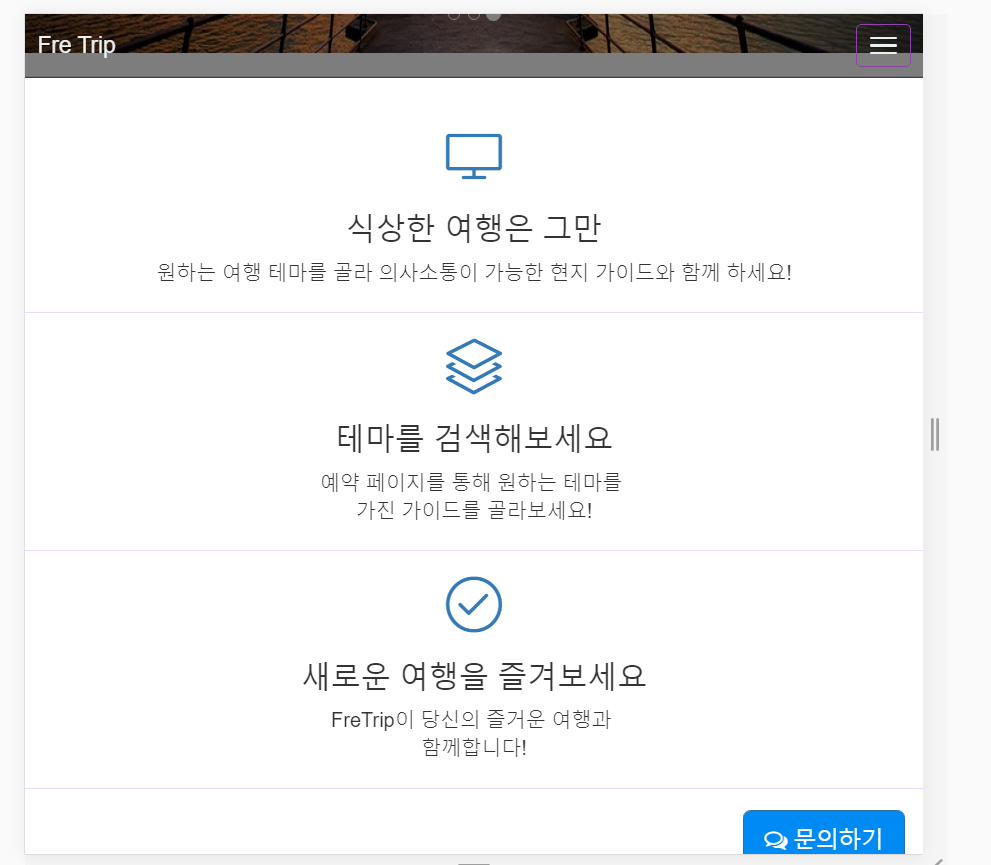 Fre Trip
식상한 여행은 그만
원하는 여행 테마를 골라 의사소통이 가능한 현지 가이드와 함께 하세요!
테마를 검색해보세요
예약 페이지를 통해 원하는 테마를
가진 가이드를 골라보세요!
새로운 여행을 즐겨보세요
FreTrip이 당신의 즐거운 여행과
함께합니다!
문의하기